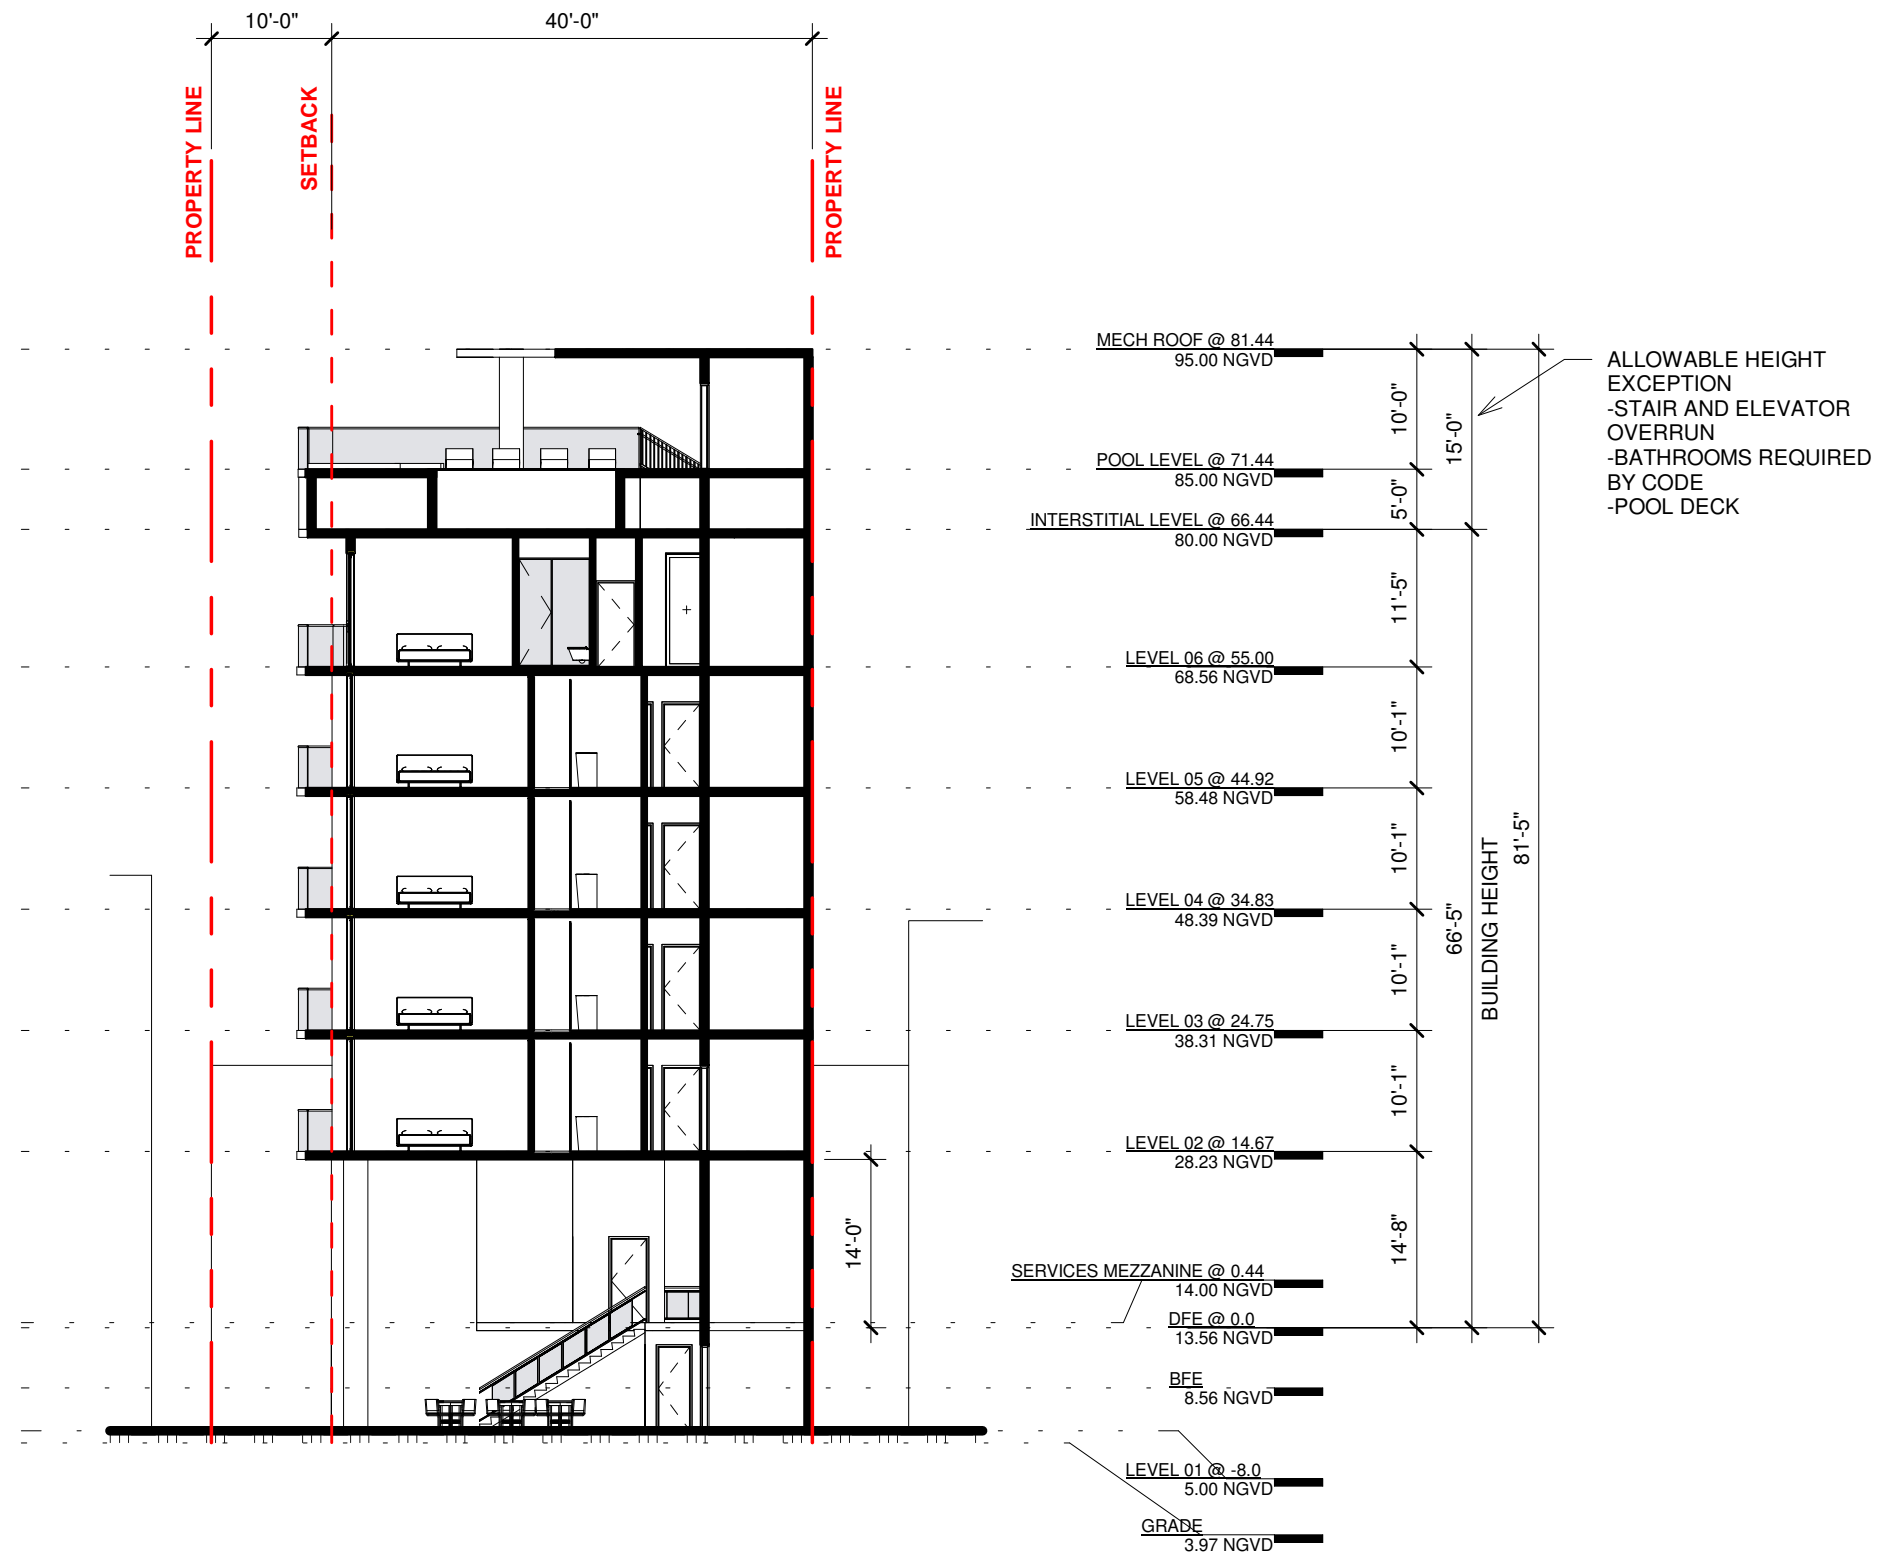 10'-0"
40'-0"
PROPERTY LINE
SETBACK
PROPERTY LINE
MECH ROOF @ 81.44
95.00 NGVD
POOL LEVEL @ 71.44
85.00 NGVD
INTERSTITIAL LEVEL @ 66.44
80.00 NGVD
LEVEL 06 @ 55.00
68.56 NGVD
LEVEL 05 @ 44.92
58.48 NGVD
LEVEL 04 @ 34.83
48.39 NGVD
LEVEL 03 @ 24.75
38.31 NGVD
LEVEL 02 @ 14.67
28.23 NGVD
SERVICES MEZZANINE @ 0.44
14.00 NGVD
DFE @ 0.0
13.56 NGVD
BFE
8.56 NGVD
LEVEL 01 @ -8.0
5.00 NGVD
GRADE
3.97 NGVD
14'-0"
10'-0"
5'-0"
11'-5"
10'-1"
10'-1"
10'-1"
10'-1"
14'-8"
15'-0"
66'-5"
BUILDING HEIGHT
81'-5"
ALLOWABLE HEIGHT
EXCEPTION
-STAIR AND ELEVATOR
OVERRUN
-BATHROOMS REQUIRED
BY CODE
-POOL DECK